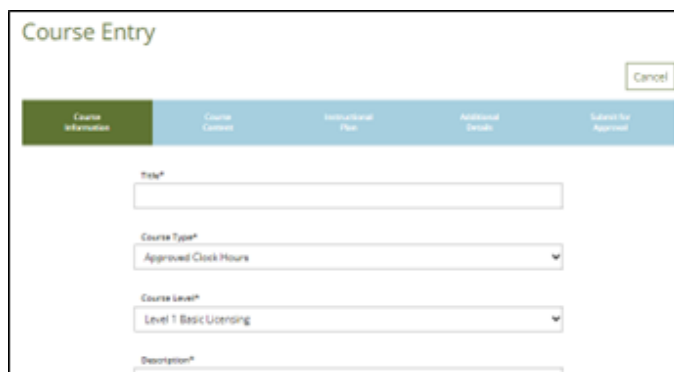 Course Entry
Cancel
Course
Information
Course
Content
Instructional
Plan
Additional
Details
Submit for
Approval
Title*
Course Type*
Approved Clock Hours
Course Level*
Level 1 Basic Licensing
Description*